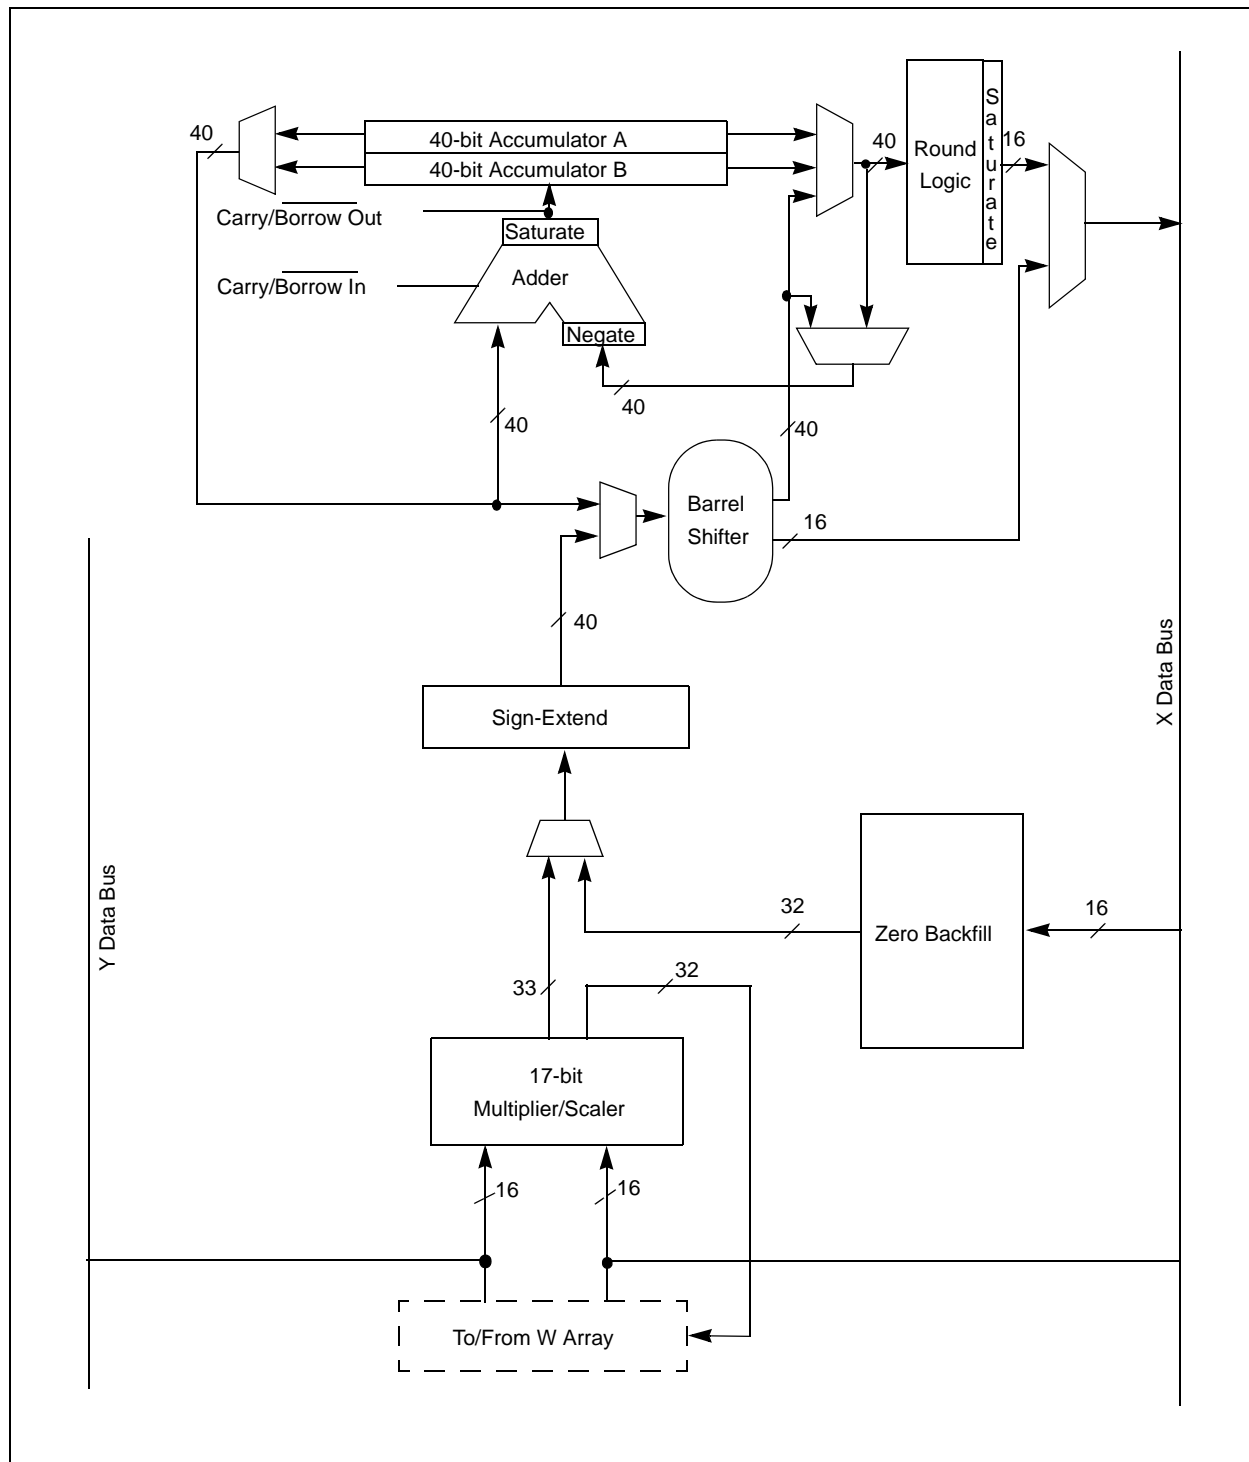 40
40-bit Accumulator A
40-bit Accumulator B
Carry/Borrow Out
Saturate
Carry/Borrow In
Adder
Negate
40
Round
Logic
Saturate
16
40
40
40
Barrel
Shifter
16
40
Sign-Extend
X Data Bus
Y Data Bus
32
Zero Backfill
16
33
32
17-bit
Multiplier/Scaler
16
16
To/From W Array